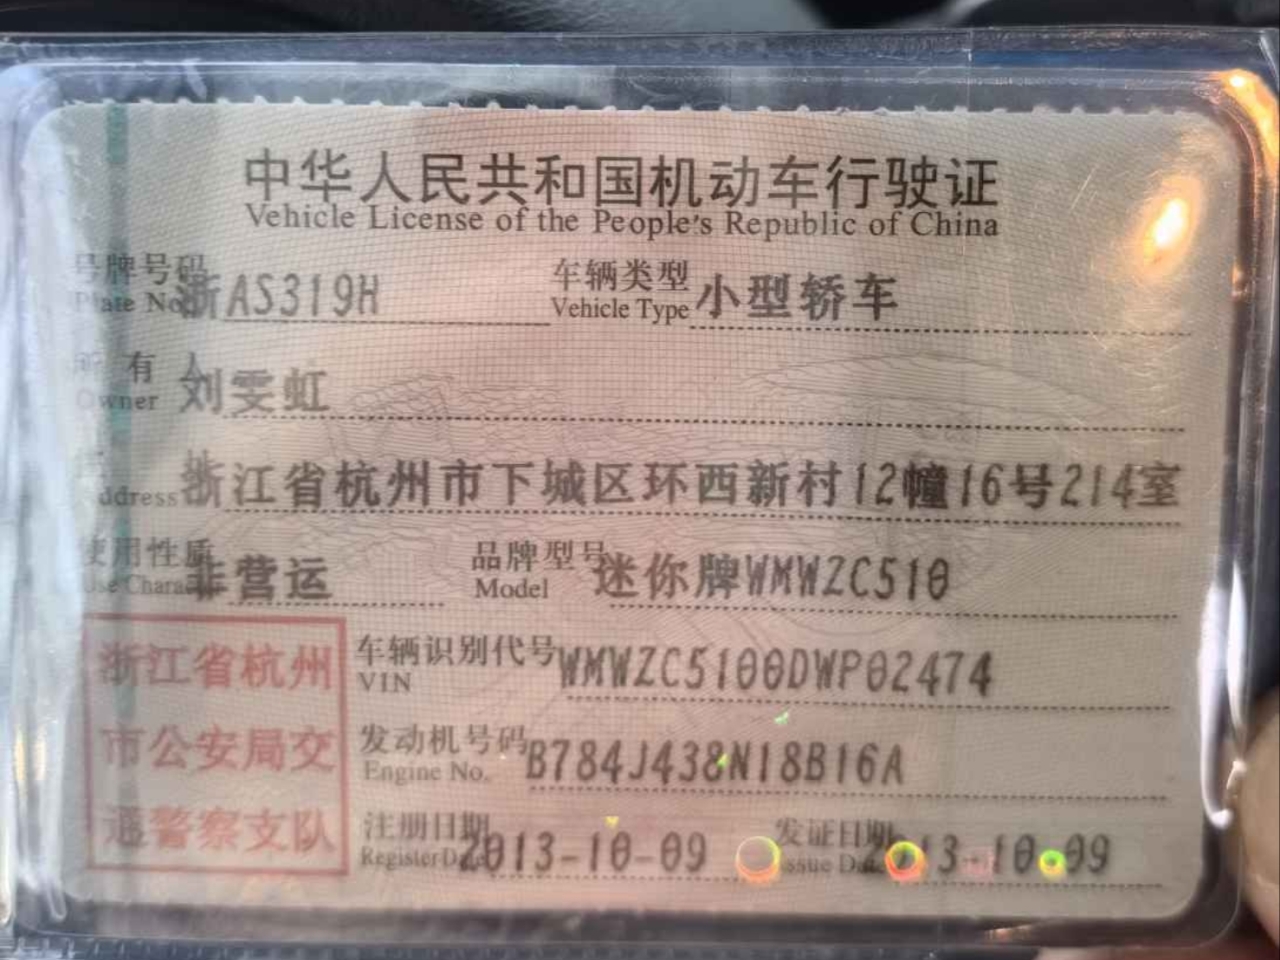 中华人民共和国机动车行驶证
Vehicle License of the People's Republic of China
号牌号码 浙AS319H 车辆类型 小型轿车
Plate No. Vehicle Type
所有人 刘雯虹
Owner
住 址 浙江省杭州市下城区环西新村12幢16号214室
Address
使用性质 非营运 品牌型号 迷你牌WMWZC510
Use Chara Model
浙江省杭州
市公安局交
通警察支队
车辆识别代号 WMWZC5100DWP02474
VIN
发动机号码 B784J438N18B16A
Engine No.
注册日期 2013-10-09 发证日期 2013-10-09
Register Date Issue Date